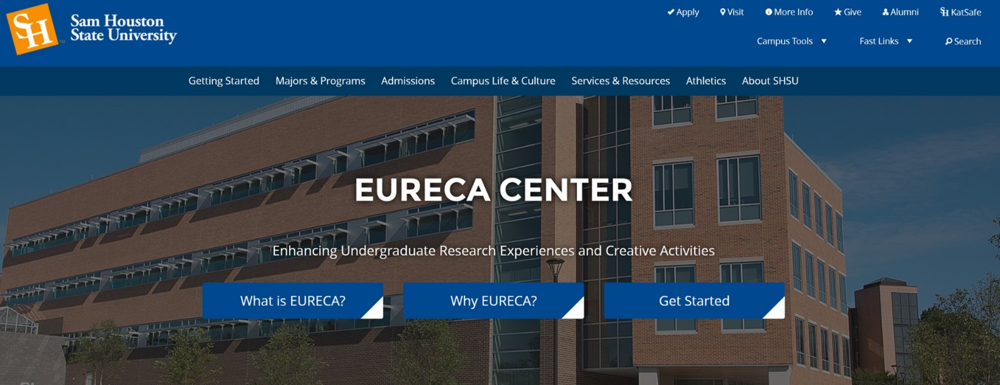 SH
Sam Houston
State University
TM
Apply
Visit
More Info
Give
Alumni
SH KatSafe
Campus Tools
Fast Links
Search
Getting Started
Majors & Programs
Admissions
Campus Life & Culture
Services & Resources
Athletics
About SHSU
EURECA CENTER
Enhancing Undergraduate Research Experiences and Creative Activities
What is EURECA?
Why EURECA?
Get Started